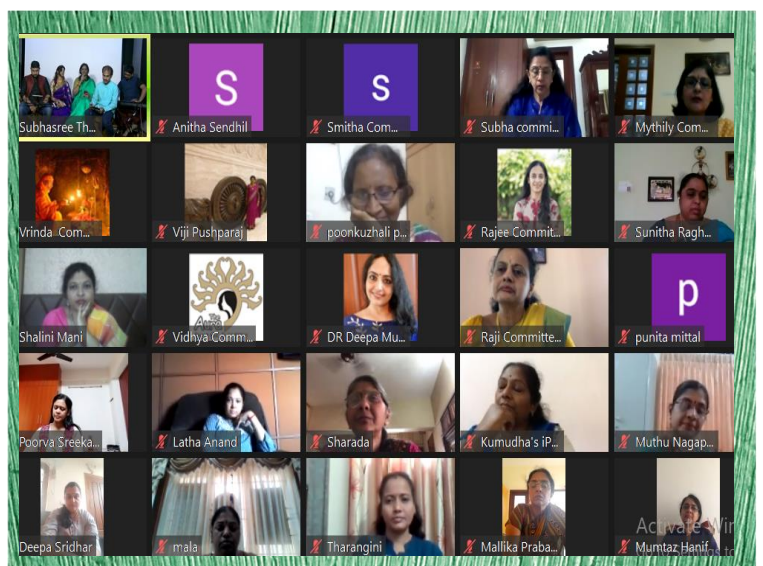 S
s
Subhasree Th...
Anitha Sendhil
Smitha Com...
Subha commi...
Mythily Com...
Vrinda Com...
Viji Pushparaj
poonkuzhali p...
Rajee Commit...
Sunitha Ragh...
p
Shalini Mani
Vidhya Comm...
DR Deepa Mu...
Raji Committe...
punita mittal
Poorva Sreeka...
Latha Anand
Sharada
Kumudha's iP...
Muthu Nagap...
Activate Wi
Deepa Sridhar
mala
Tharangini
Mallika Praba...
Mumtaz Hanif